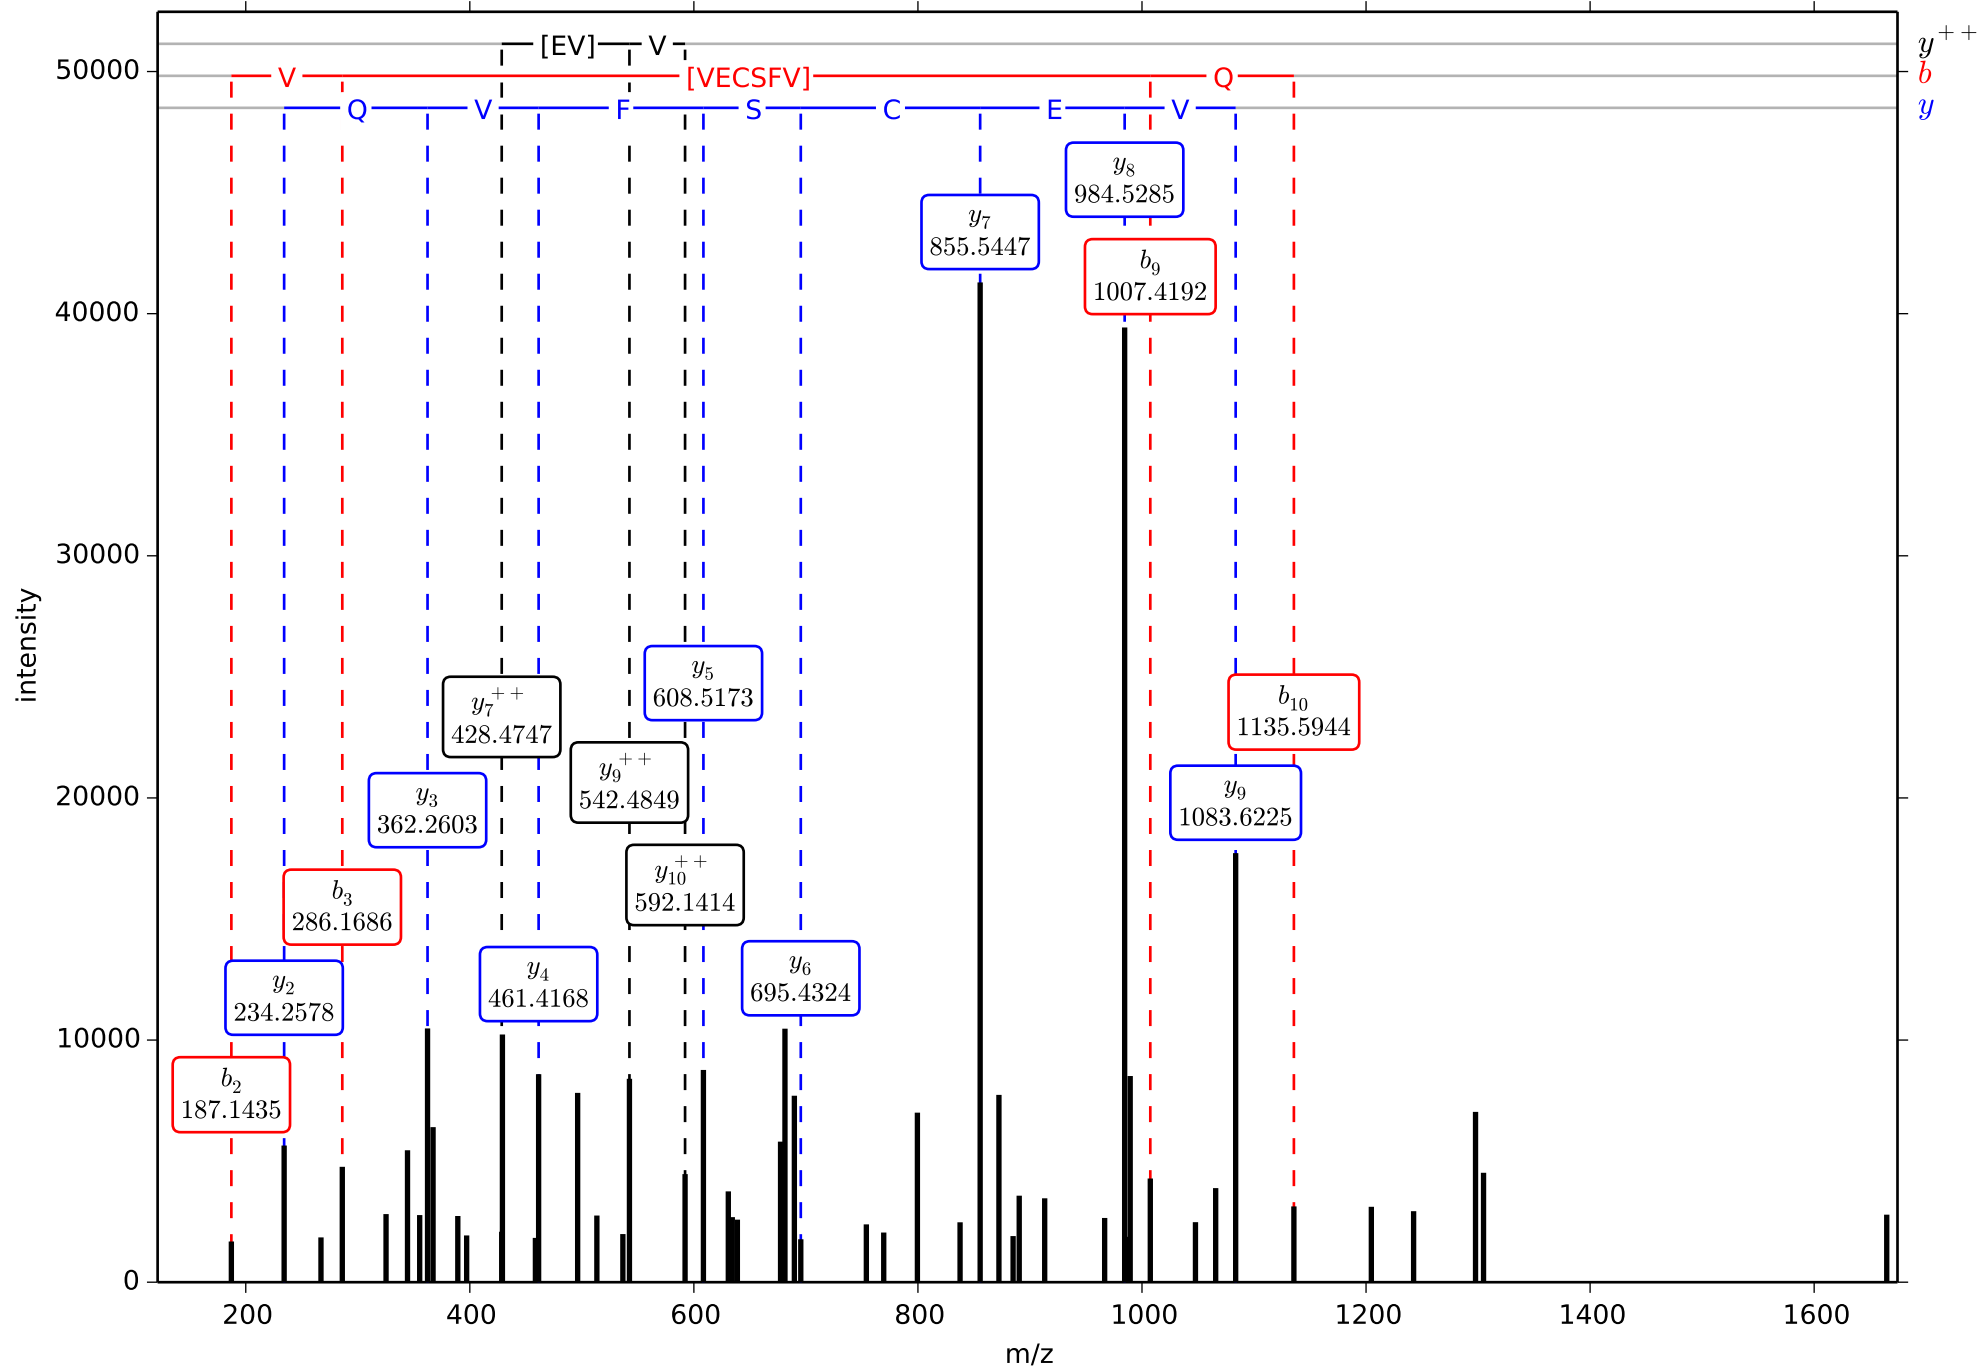 [EV] V y++
50000
V [VECSFV] Q b
Q V F S C E V y
y8
984.5285
y7
855.5447
b9
1007.4192
40000
30000
intensity
y5
608.5173
y7++
428.4747
b10
1135.5944
y9++
542.4849
y3
362.2603
y9
1083.6225
20000
y10++
592.1414
b3
286.1686
y2
234.2578
y4
461.4168
y6
695.4324
10000
b2
187.1435
0
200 400 600 800 1000 1200 1400 1600
m/z